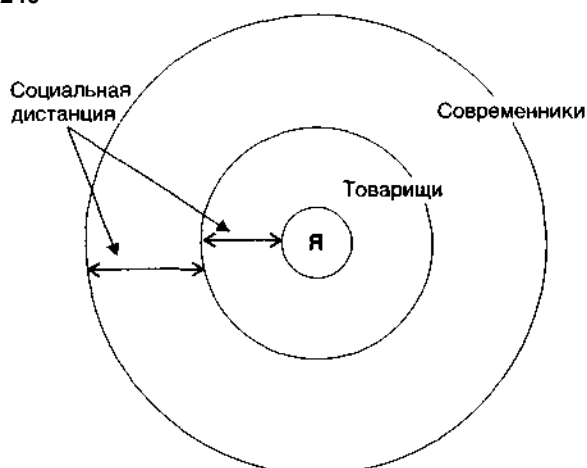 Социальная
дистанция
Современники
Товарищи
Я